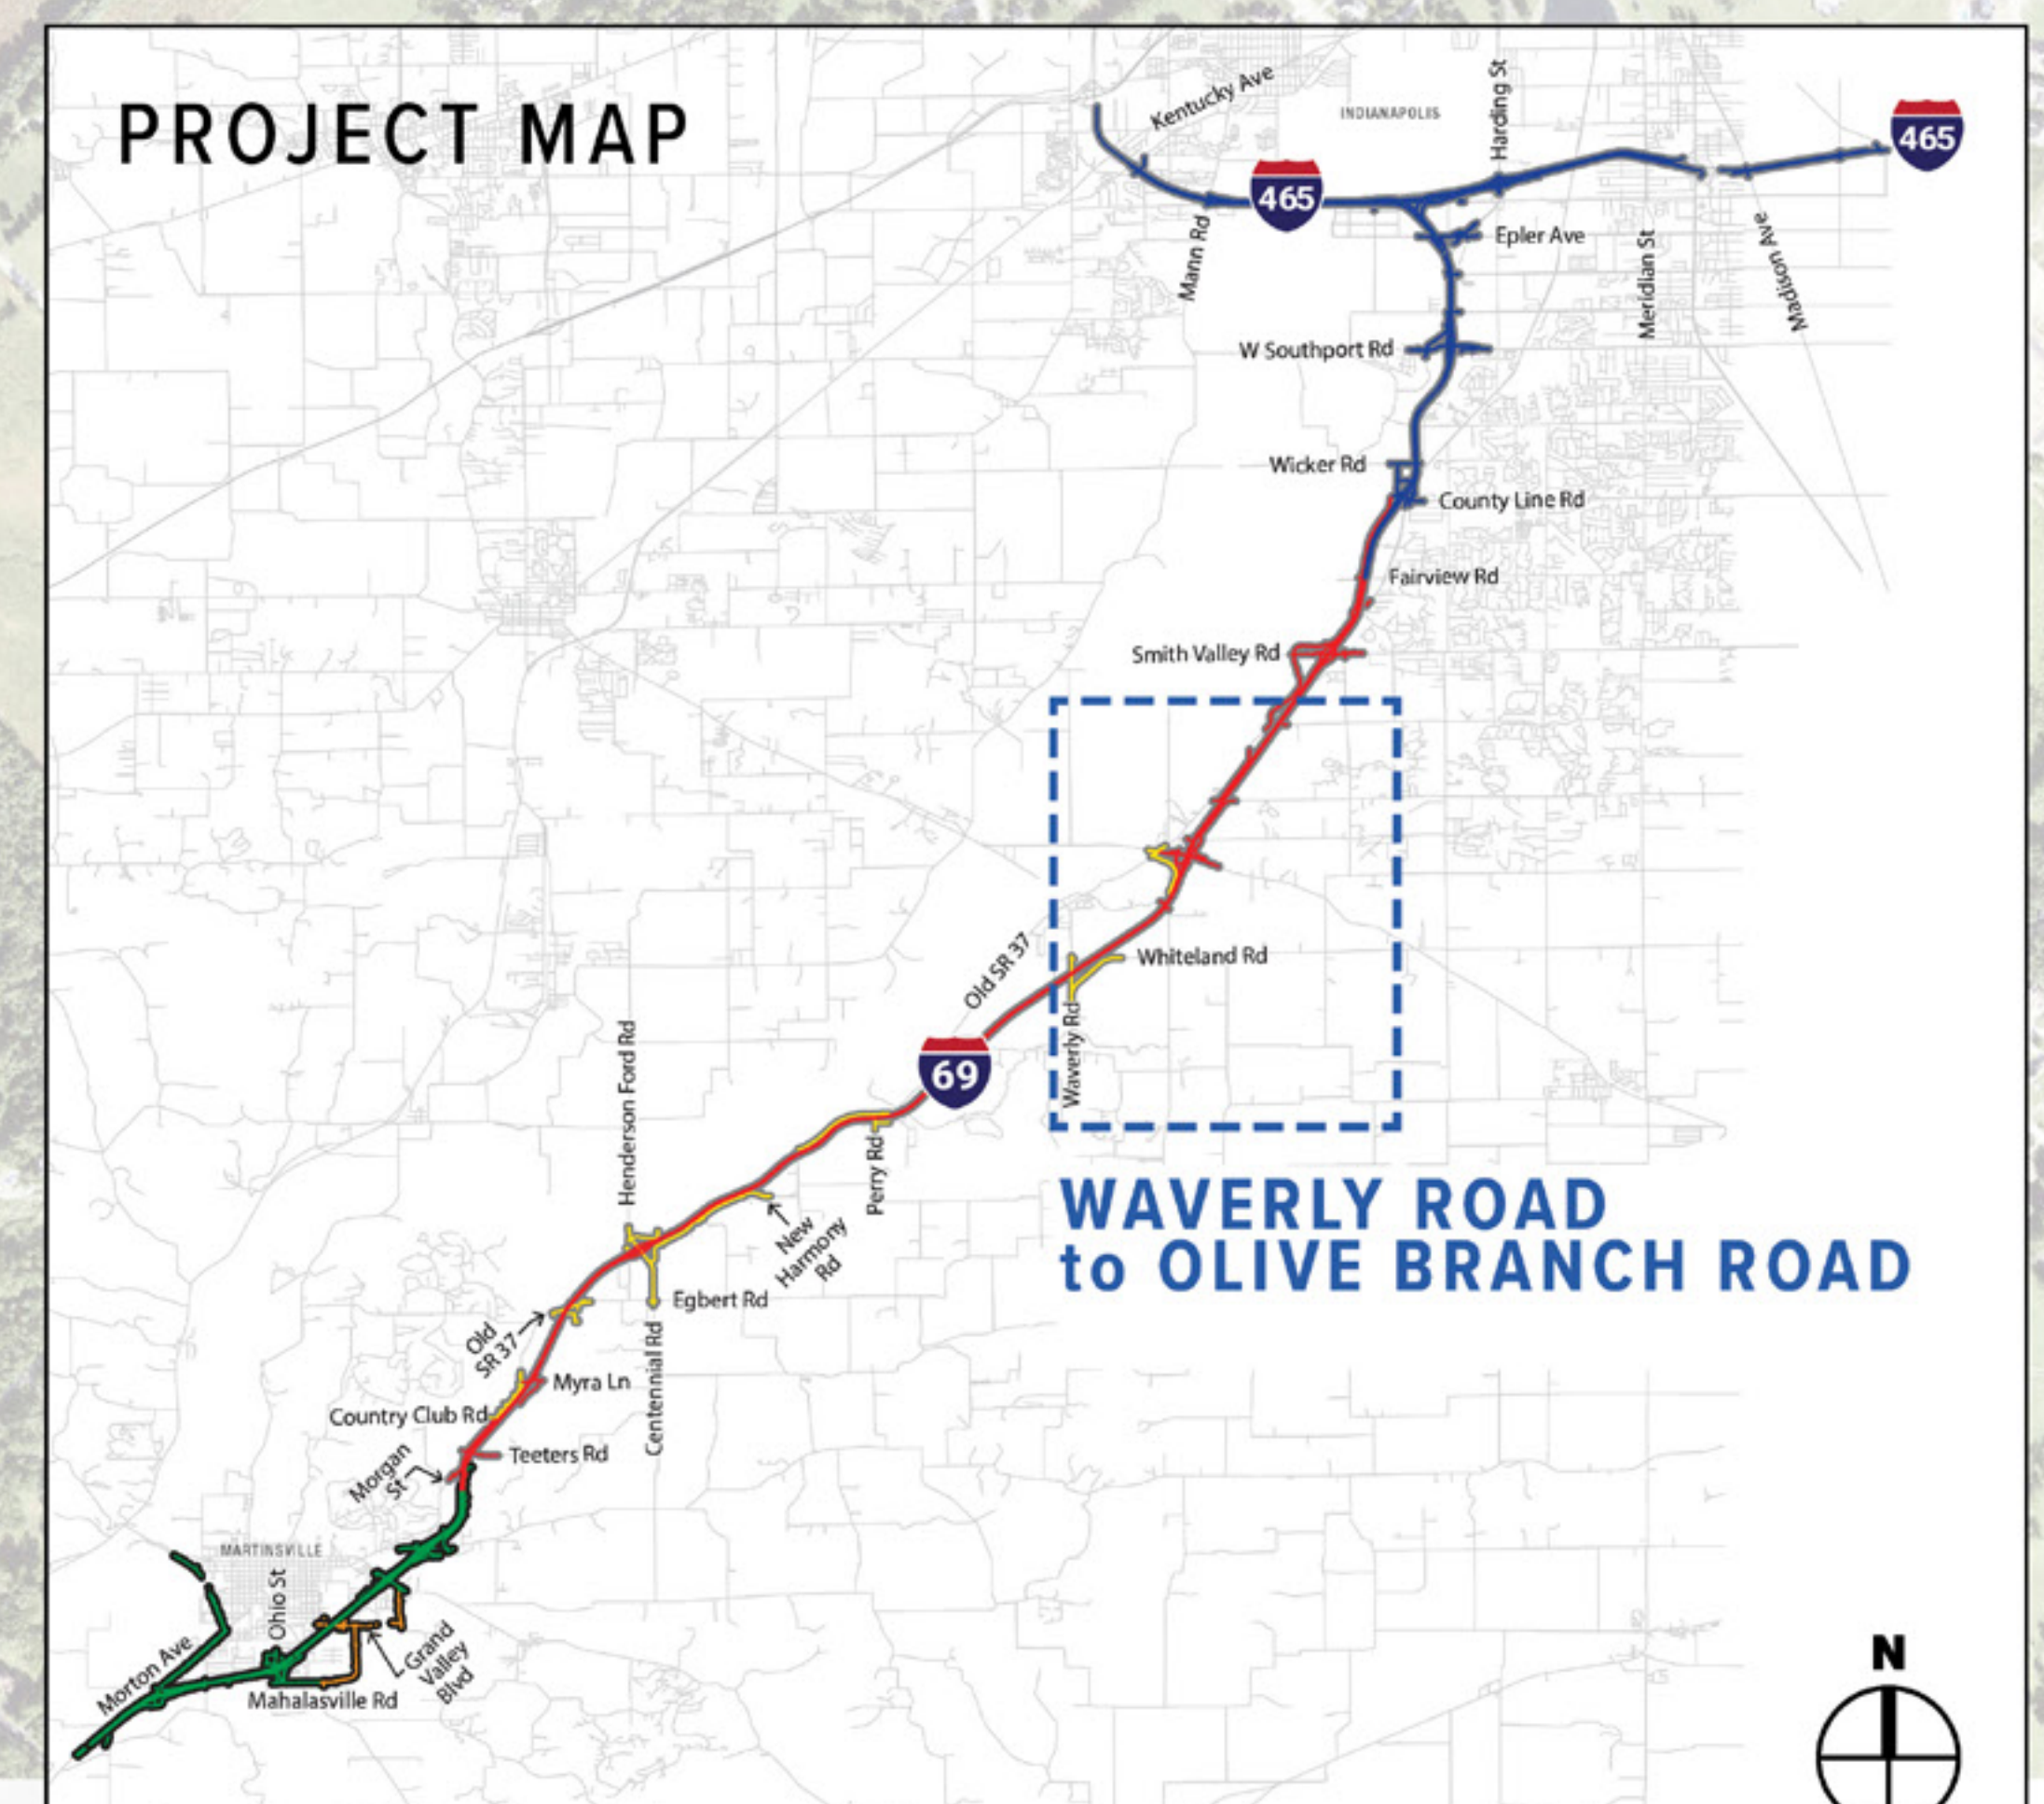 PROJECT MAP
Kentucky Ave
INDIANAPOLIS
Harding St
465
465
Mann Rd
Epler Ave
Meridian St
Madison Ave
W Southport Rd
Wicker Rd
County Line Rd
Fairview Rd
Smith Valley Rd
Old SR 37
Whiteland Rd
Waverly Rd
69
Henderson Ford Rd
Perry Rd
WAVERLY ROAD
to OLIVE BRANCH ROAD
New
Harmony
Rd
Egbert Rd
Old
SR 37
Centennial Rd
Myra Ln
Country Club Rd
Teeters Rd
Morgan
St
MARTINSVILLE
Ohio St
Grand
Valley
Blvd
Morton Ave
Mahalasville Rd
N